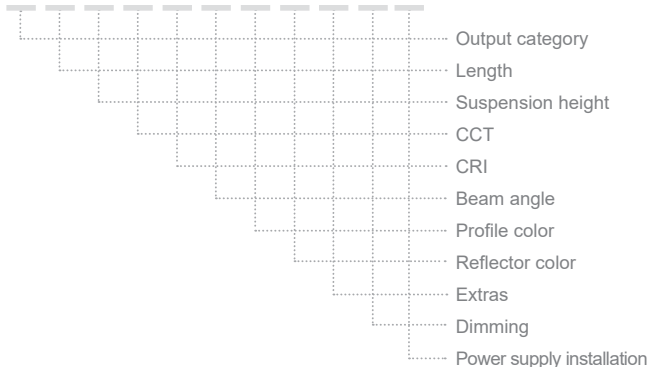 Output category
Length
Suspension height
CCT
CRI
Beam angle
Profile color
Reflector color
Extras
Dimming
Power supply installation